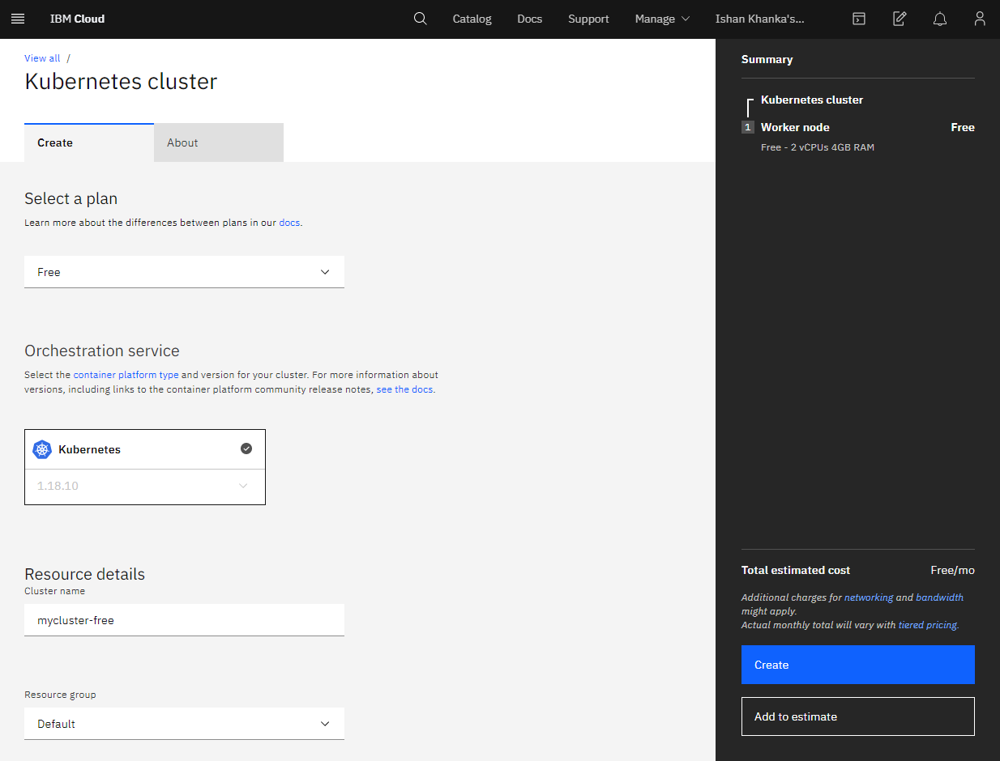 IBM Cloud
Catalog
Docs
Support
Manage
Ishan Khanka's...
View all /
Kubernetes cluster
Create
About
Select a plan
Learn more about the differences between plans in our docs.
Free
Orchestration service
Select the container platform type and version for your cluster. For more information about
versions, including links to the container platform community release notes, see the docs.
Kubernetes
1.18.10
Resource details
Cluster name
mycluster-free
Resource group
Default
Summary
Kubernetes cluster
1 Worker node Free
Free - 2 vCPUs 4GB RAM
Total estimated cost Free/mo
Additional charges for networking and bandwidth
might apply.
Actual monthly total will vary with tiered pricing.
Create
Add to estimate